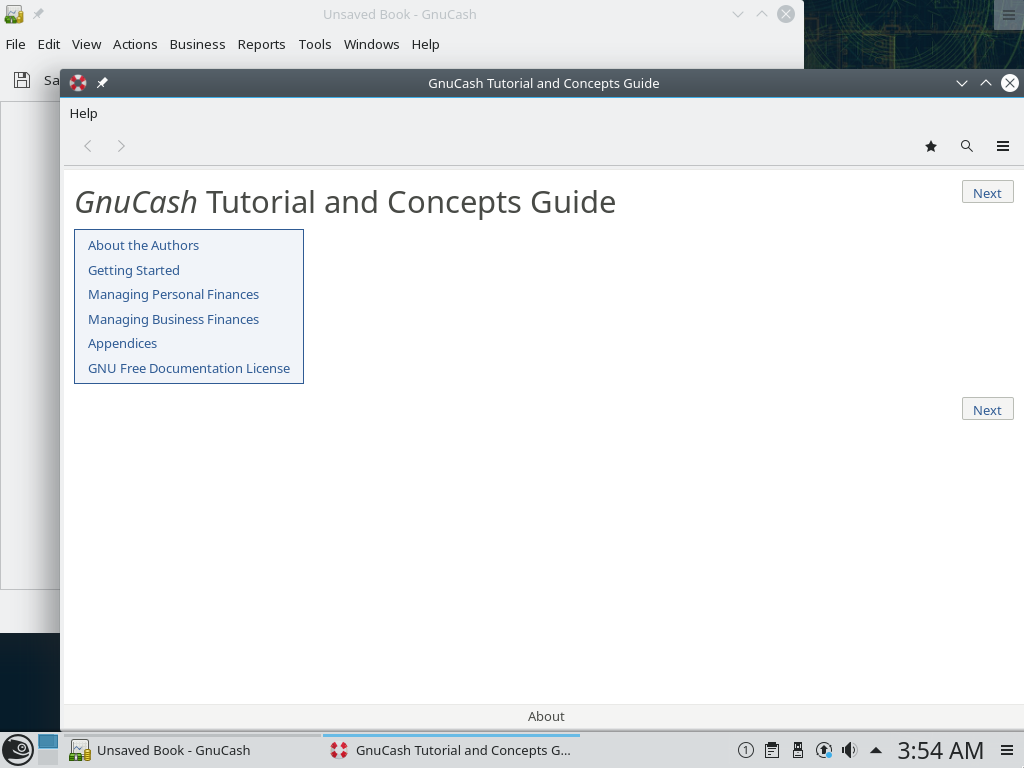 Unsaved Book - GnuCash
File Edit View Actions Business Reports Tools Windows Help
Sa
GnuCash Tutorial and Concepts Guide
Help
GnuCash Tutorial and Concepts Guide
Next
About the Authors
Getting Started
Managing Personal Finances
Managing Business Finances
Appendices
GNU Free Documentation License
Next
About
Unsaved Book - GnuCash
GnuCash Tutorial and Concepts G...
1
3:54 AM